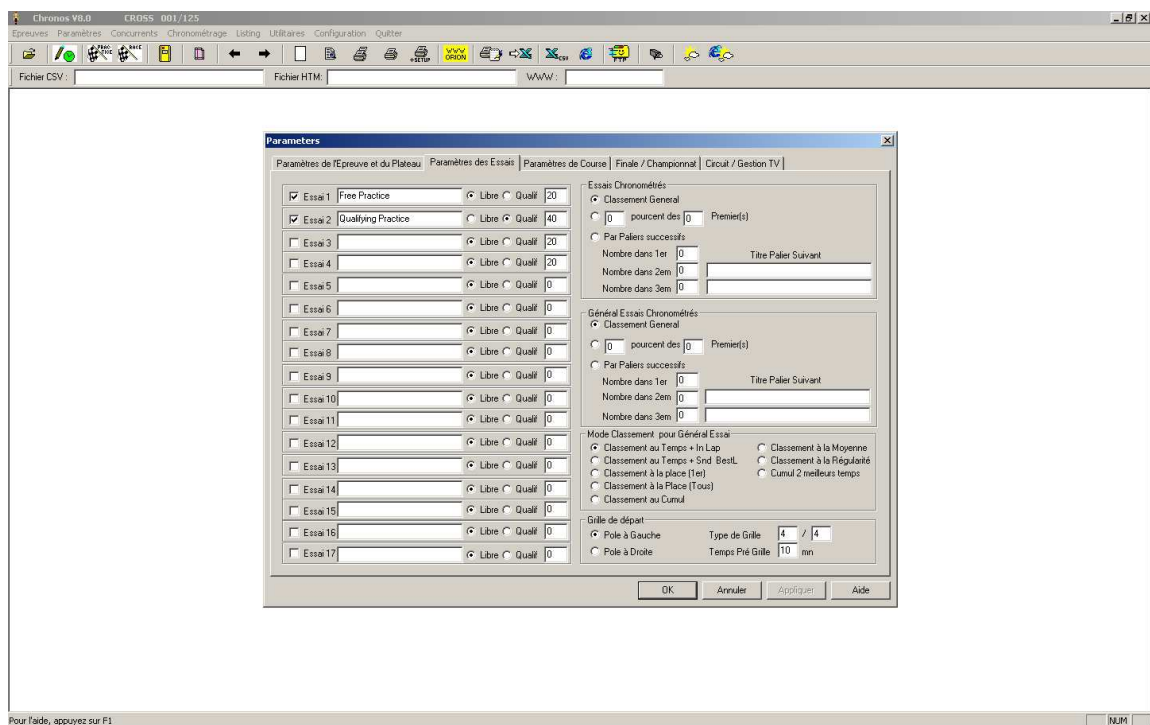 Chronos V8.0 CROSS 001/125
Epreuves Paramètres Concurrents Chronométrage Listing Utilitaires Configuration Quitter
PRAC-TICE RACE +SETUP WWW ORION CSV FTP
Fichier CSV : Fichier HTM: WWW :
Parameters
Paramètres de l'Epreuve et du Plateau Paramètres des Essais Paramètres de Course Finale / Championnat Circuit / Gestion TV
Essai 1 Free Practice Libre Qualif 20
Essai 2 Qualifying Practice Libre Qualif 40
Essai 3 Libre Qualif 20
Essai 4 Libre Qualif 20
Essai 5 Libre Qualif 0
Essai 6 Libre Qualif 0
Essai 7 Libre Qualif 0
Essai 8 Libre Qualif 0
Essai 9 Libre Qualif 0
Essai 10 Libre Qualif 0
Essai 11 Libre Qualif 0
Essai 12 Libre Qualif 0
Essai 13 Libre Qualif 0
Essai 14 Libre Qualif 0
Essai 15 Libre Qualif 0
Essai 16 Libre Qualif 0
Essai 17 Libre Qualif 0
Essais Chronométrés
Classement General
0 pourcent des 0 Premier(s)
Par Paliers successifs
Nombre dans 1er 0 Titre Palier Suivant
Nombre dans 2em 0
Nombre dans 3em 0
Général Essais Chronométrés
Classement General
0 pourcent des 0 Premier(s)
Par Paliers successifs
Nombre dans 1er 0 Titre Palier Suivant
Nombre dans 2em 0
Nombre dans 3em 0
Mode Classement pour Général Essai
Classement au Temps + In Lap Classement à la Moyenne
Classement au Temps + Snd BestL Classement à la Régularité
Classement à la place (1er) Cumul 2 meilleurs temps
Classement à la Place (Tous)
Classement au Cumul
Grille de départ
Pole à Gauche Type de Grille 4 / 4
Pole à Droite Temps Pré Grille 10 mn
OK Annuler Appliquer Aide
Pour l'aide, appuyez sur F1 NUM